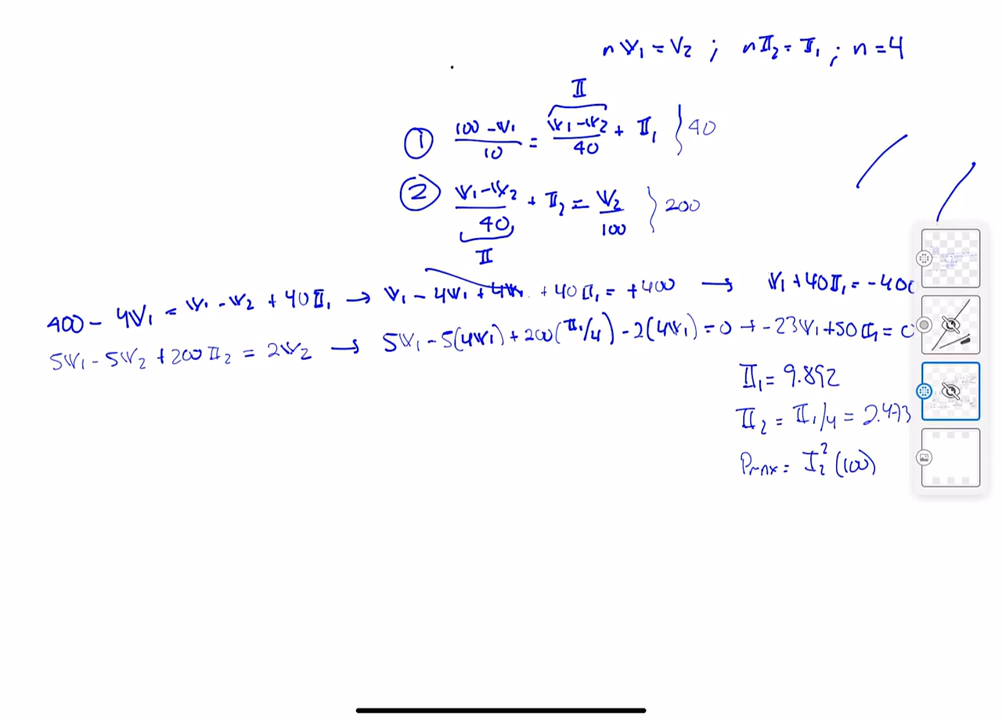 nV₁ = V₂ ; nI₂ = I₁ ; n = 4
I
① (100 - V₁)/10 = (V₁ - V₂)/40 + I₁ } 40
② (V₁ - V₂)/40 + I₂ = V₂/100 } 200
I
400 - 4V₁ = V₁ - V₂ + 40I₁ → V₁ - 4V₁ + 4V₁ + 40I₁ = +400 → V₁ + 40I₁ = -400
5V₁ - 5V₂ + 200I₂ = 2V₂ → 5V₁ - 5(4V₁) + 200(I₁/4) - 2(4V₁) = 0 → -23V₁ + 50I₁ = 0
I₁ = 9.892
I₂ = I₁/4 = 2.473
Pmax = I₂²(100)